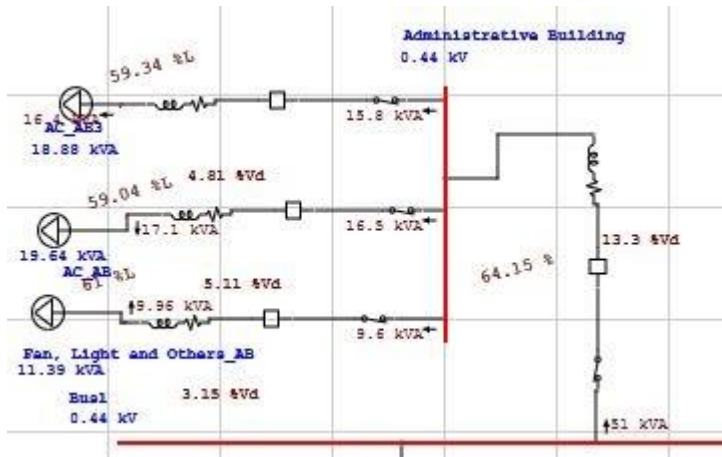 Administrative Building
0.44 kV
59.34 %L
15.8 kVA
AC_AB3
18.88 kVA
59.04 %L
4.81 %Vd
17.1 kVA
16.5 kVA
13.3 %Vd
19.64 kVA
AC_AB
61 %L
5.11 %Vd
64.15 %
9.96 kVA
9.6 kVA
Fan, Light and Others_AB
11.39 kVA
3.15 %Vd
Bus1
0.44 kV
51 kVA